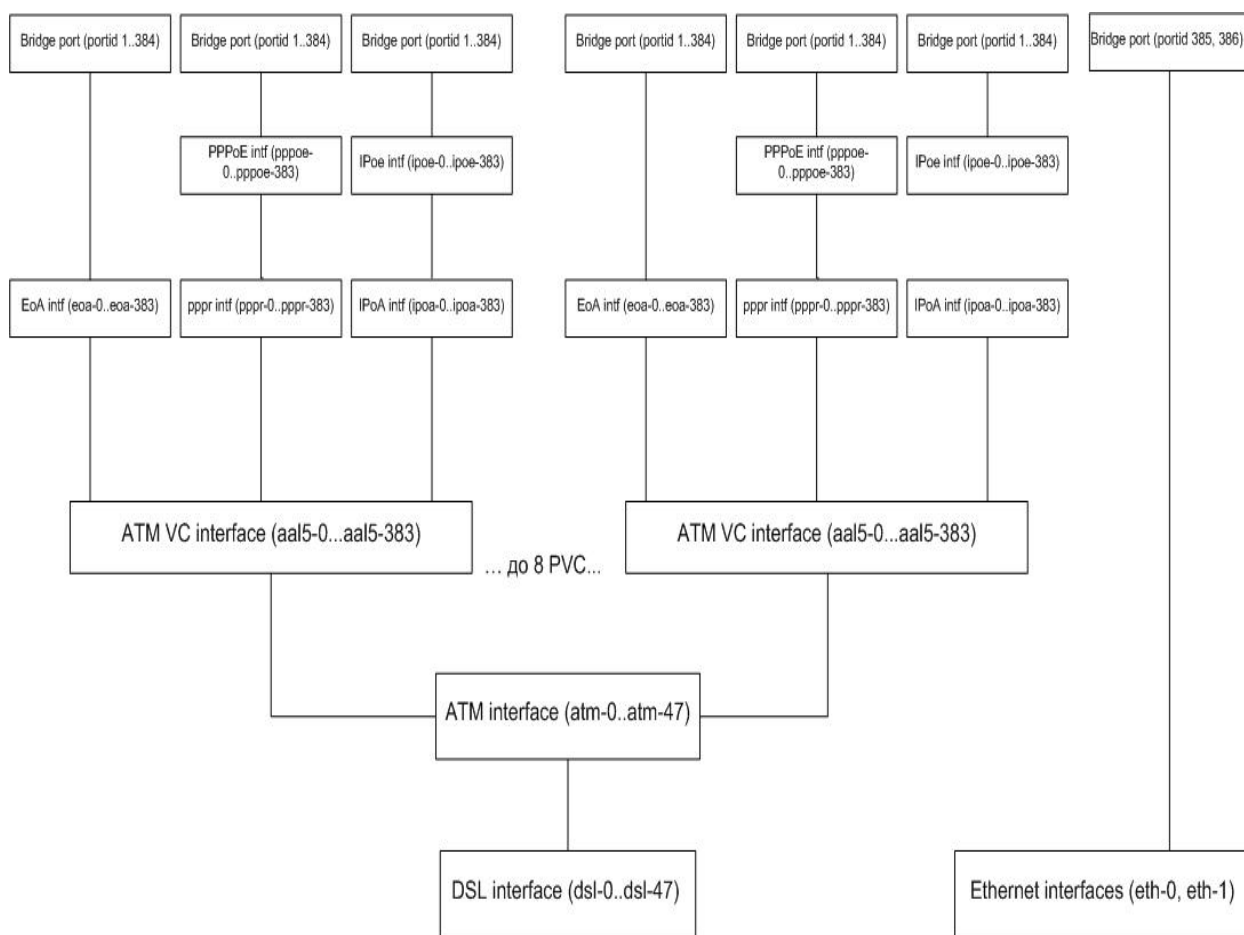 Bridge port (portid 1..384)
Bridge port (portid 1..384)
Bridge port (portid 1..384)
Bridge port (portid 1..384)
Bridge port (portid 1..384)
Bridge port (portid 1..384)
Bridge port (portid 385, 386)
PPPoE intf (pppoe-
0..pppoe-383)
IPoe intf (ipoe-0..ipoe-383)
PPPoE intf (pppoe-
0..pppoe-383)
IPoe intf (ipoe-0..ipoe-383)
EoA intf (eoa-0..eoa-383)
pppr intf (pppr-0..pppr-383)
IPoA intf (ipoa-0..ipoa-383)
EoA intf (eoa-0..eoa-383)
pppr intf (pppr-0..pppr-383)
IPoA intf (ipoa-0..ipoa-383)
ATM VC interface (aal5-0...aal5-383)
ATM VC interface (aal5-0...aal5-383)
... до 8 PVC...
ATM interface (atm-0..atm-47)
DSL interface (dsl-0..dsl-47)
Ethernet interfaces (eth-0, eth-1)